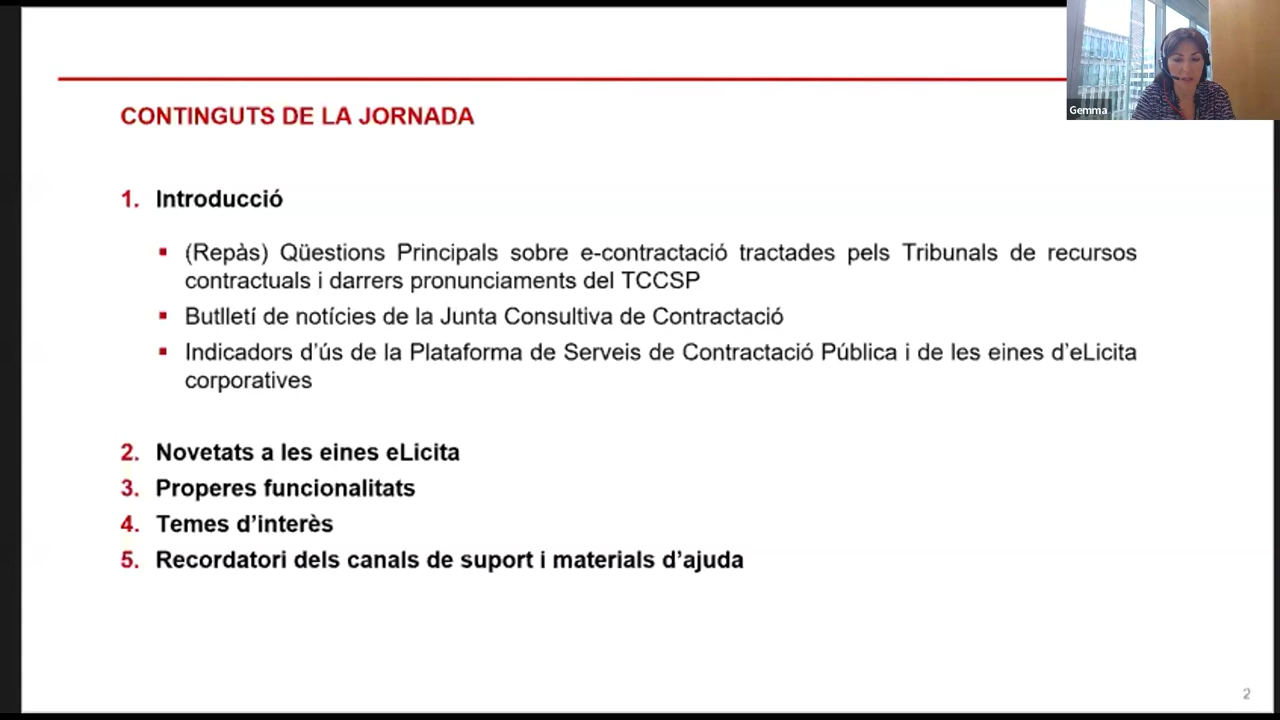 CONTINGUTS DE LA JORNADA
Gemma
1. Introducció
▪ (Repàs) Qüestions Principals sobre e-contractació tractades pels Tribunals de recursos
contractuals i darrers pronunciaments del TCCSP
▪ Butlletí de notícies de la Junta Consultiva de Contractació
▪ Indicadors d’ús de la Plataforma de Serveis de Contractació Pública i de les eines d’eLicita
corporatives
2. Novetats a les eines eLicita
3. Properes funcionalitats
4. Temes d’interès
5. Recordatori dels canals de suport i materials d’ajuda
2